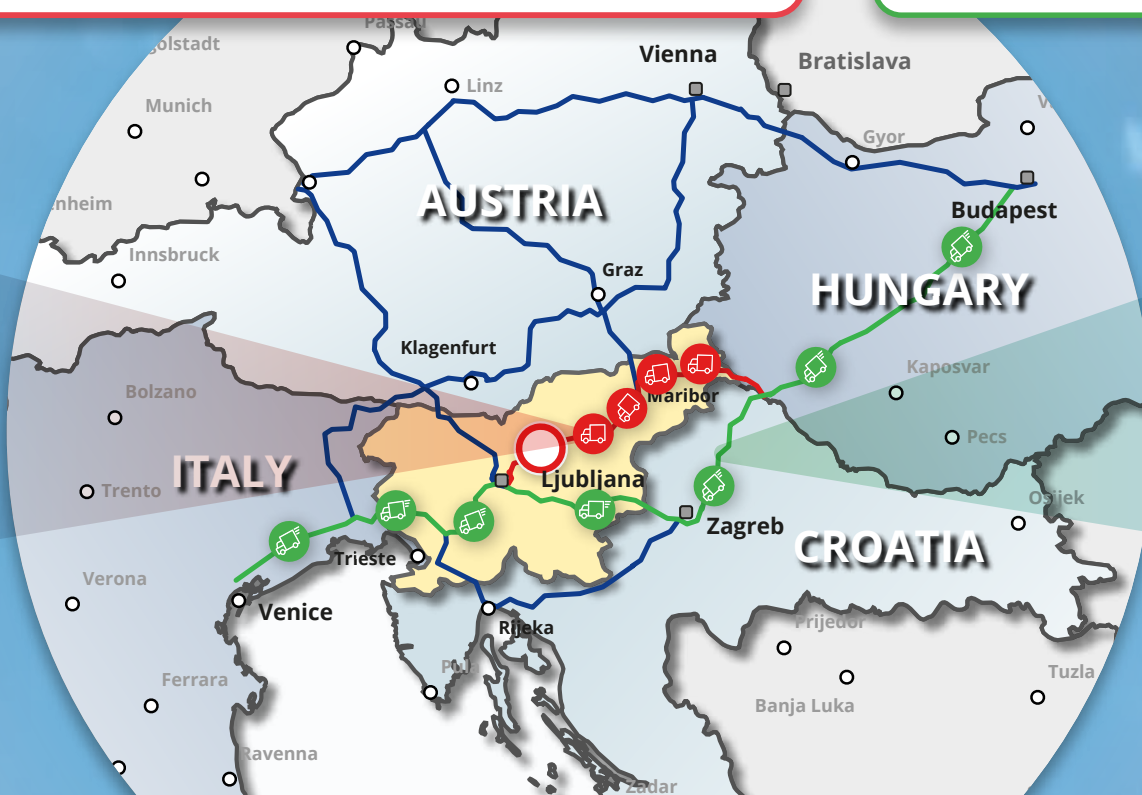 Passau
golstadt
Vienna
Bratislava
Linz
Munich
Gyor
AUSTRIA
nheim
Budapest
Innsbruck
Graz
HUNGARY
Klagenfurt
Kaposvar
Bolzano
Maribor
Pecs
ITALY
Ljubljana
Trento
Osijek
Zagreb
CROATIA
Trieste
Verona
Venice
Rijeka
Prijedor
Pula
Tuzla
Ferrara
Banja Luka
Ravenna
Zadar